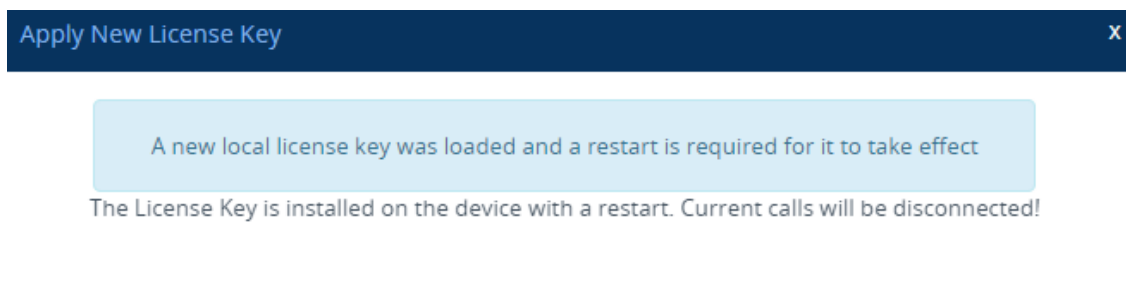 Apply New License Key
X
A new local license key was loaded and a restart is required for it to take effect
The License Key is installed on the device with a restart. Current calls will be disconnected!